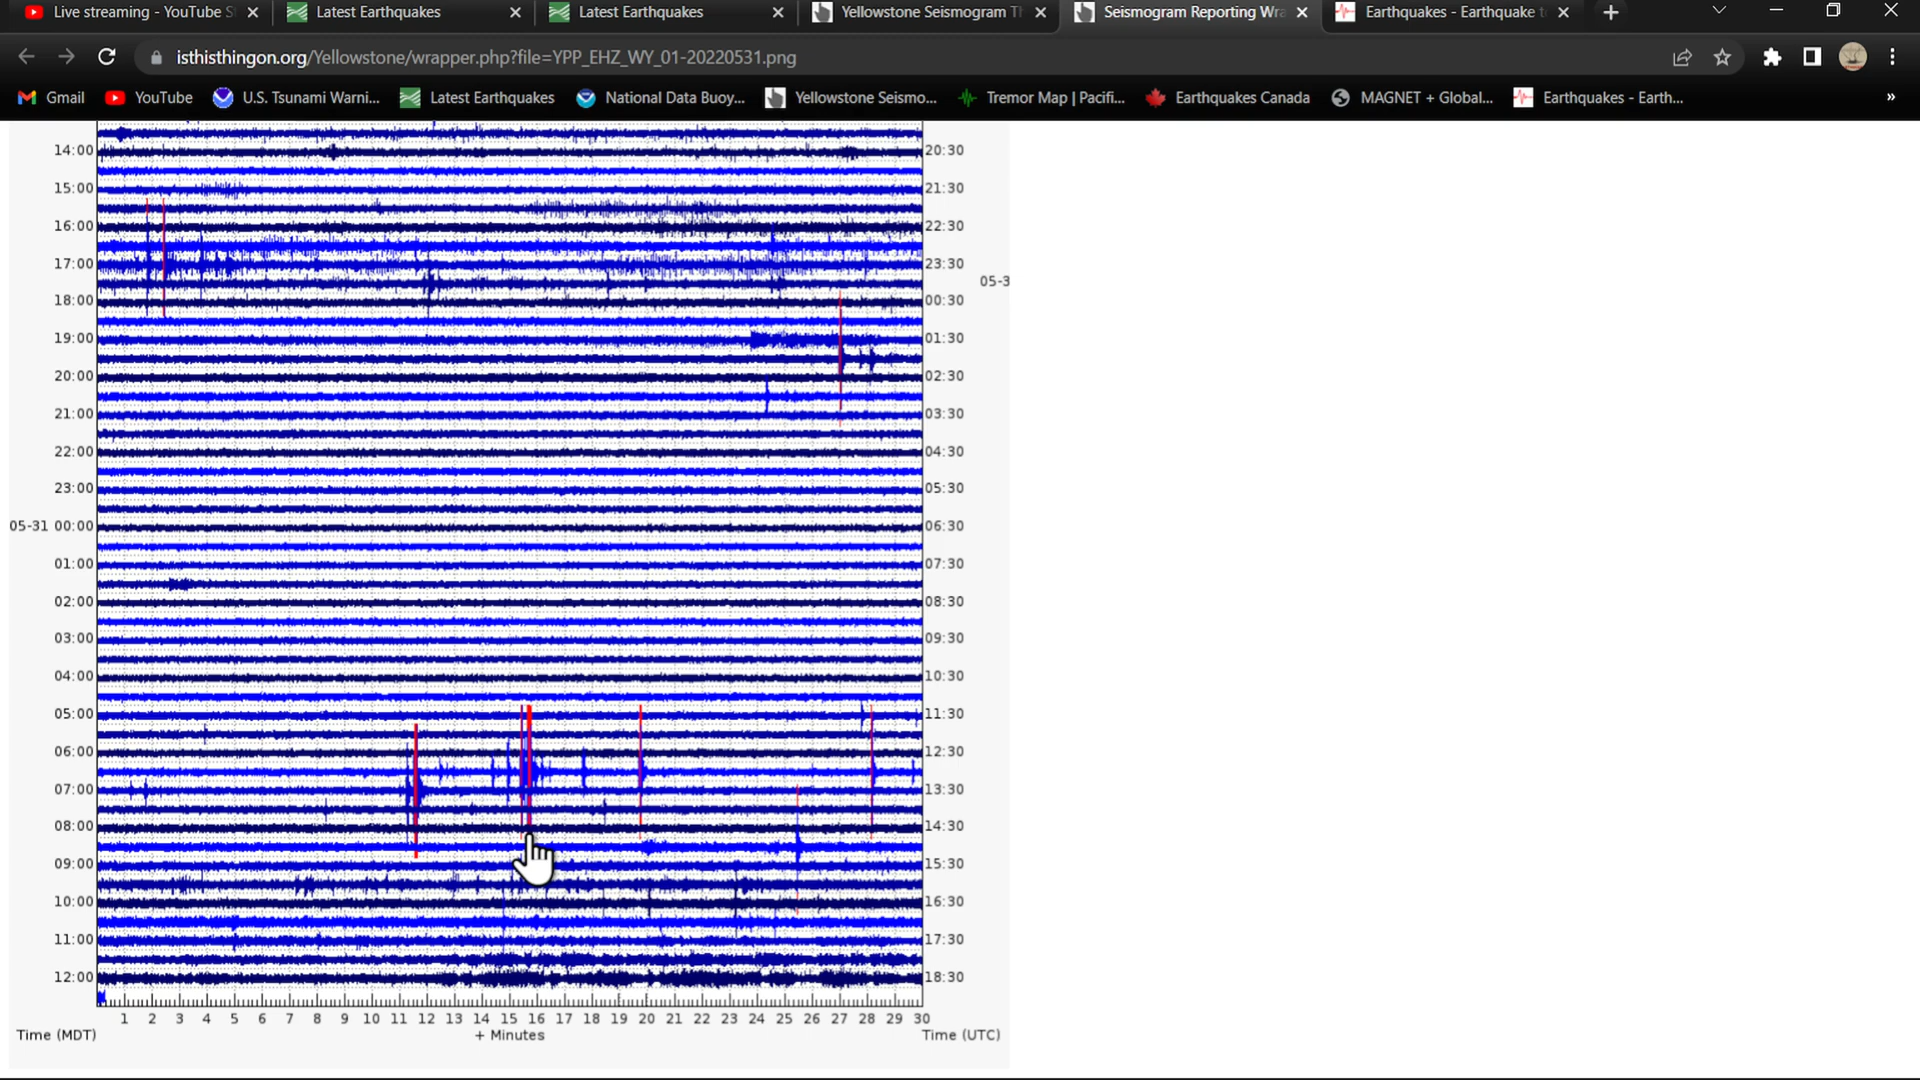 Live streaming - YouTube S
Latest Earthquakes
Latest Earthquakes
Yellowstone Seismogram Th
Seismogram Reporting Wra
Earthquakes - Earthquake to
isthisthingon.org/Yellowstone/wrapper.php?file=YPP_EHZ_WY_01-20220531.png
Gmail
YouTube
U.S. Tsunami Warni...
Latest Earthquakes
National Data Buoy...
Yellowstone Seismo...
Tremor Map | Pacifi...
Earthquakes Canada
MAGNET + Global...
Earthquakes - Earth...
»
14:00 20:30
15:00 21:30
16:00 22:30
17:00 23:30
05-3
18:00 00:30
19:00 01:30
20:00 02:30
21:00 03:30
22:00 04:30
23:00 05:30
05-31 00:00 06:30
01:00 07:30
02:00 08:30
03:00 09:30
04:00 10:30
05:00 11:30
06:00 12:30
07:00 13:30
08:00 14:30
09:00 15:30
10:00 16:30
11:00 17:30
12:00 18:30
1 2 3 4 5 6 7 8 9 10 11 12 13 14 15 16 17 18 19 20 21 22 23 24 25 26 27 28 29 30
Time (MDT) + Minutes Time (UTC)